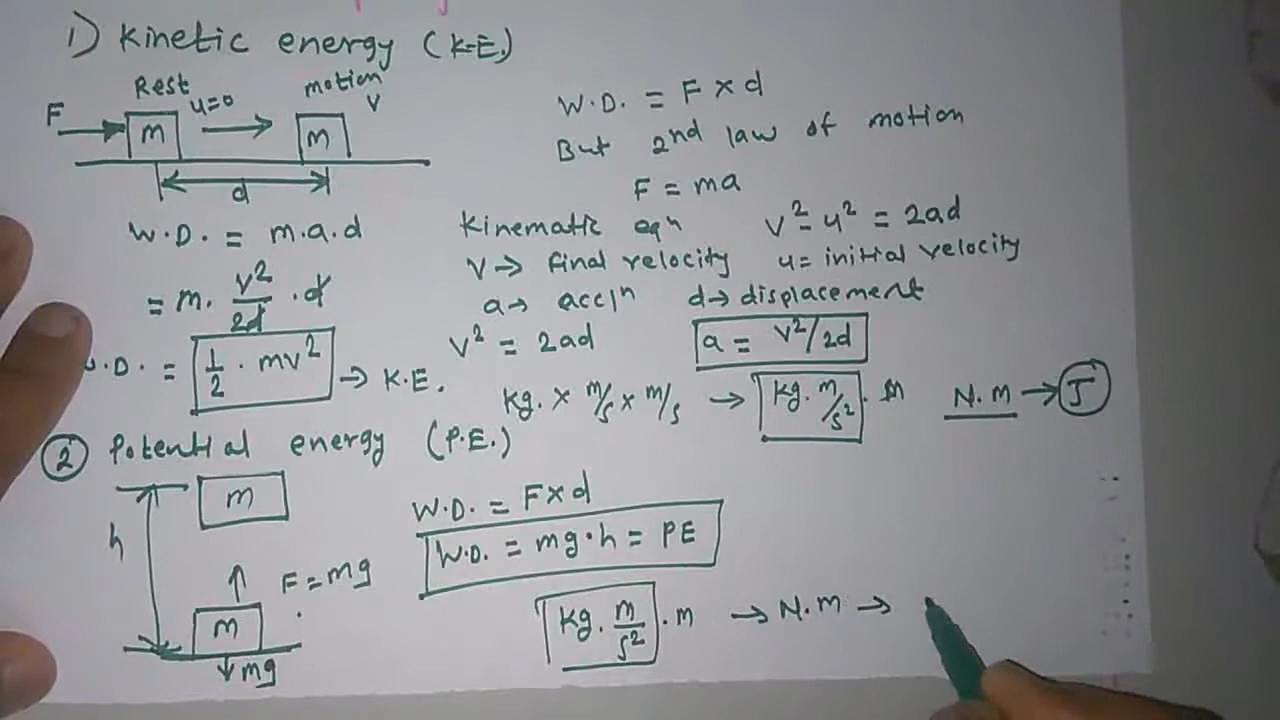 1) Kinetic energy (K.E.)
Rest motion
F m u=0 m v
d
W.D. = F x d
But 2nd law of motion
F = ma
W.D. = m.a.d
Kinematic eqn v² - u² = 2ad
v → final velocity u = initial velocity
a → accln d → displacement
= m. v²/2d . d
v² = 2ad a = v²/2d
.D. = 1/2 . mv² → K.E.
kg. x m/s x m/s → kg. m/s² . m N.m → J
2 Potential energy (P.E.)
m
h
W.D. = F x d
W.D. = mg.h = PE
F = mg
m
mg
kg. m/s² . m → N.m →